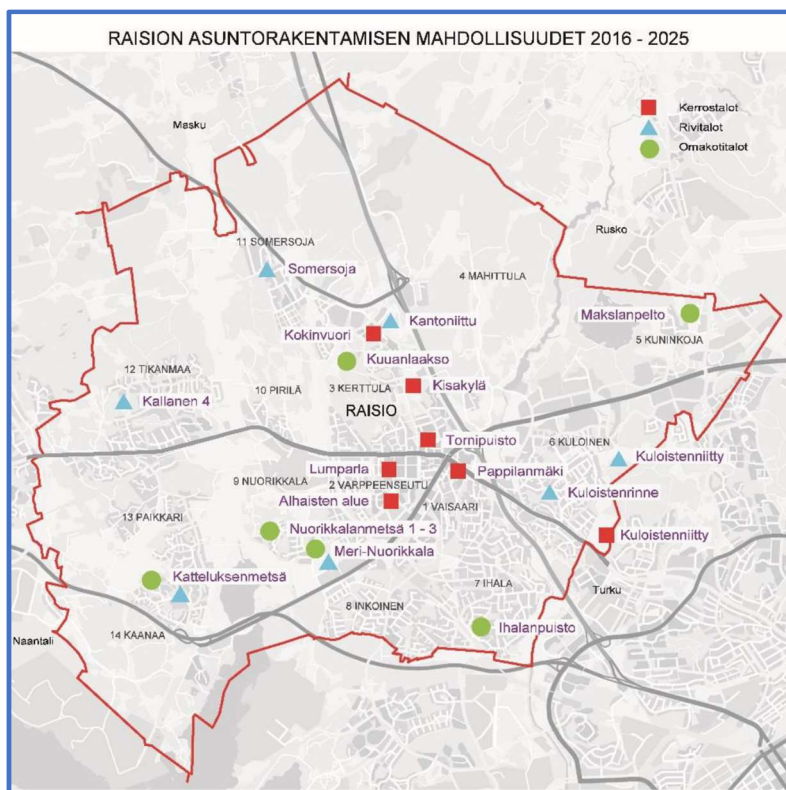 RAISION ASUNTORAKENTAMISEN MAHDOLLISUUDET 2016 - 2025
Kerrostalot
Rivitalot
Omakotitalot
Masku
Rusko
11 SOMERSOJA
Somersoja
4 MAHITTULA
Kantoniittu
Makslanpelto
Kokinvuori
5 KUNINKOJA
Kuuanlaakso
12 TIKANMAA
10 PIRILÄ
3 KERTTULA
Kisakylä
Kallanen 4
RAISIO
Tornipuisto
6 KULOINEN
Kuloistenniitty
Lumparla
Pappilanmäki
9 NUORIKKALA
2 VARPPEENSEUTU
Kuloistenrinne
Alhaisten alue
1 VAISAARI
13 PAIKKARI
Nuorikkalanmetsä 1 - 3
Kuloistenniitty
Meri-Nuorikkala
Katteluksenmetsä
7 IHALA
Turku
8 INKOINEN
Ihalanpuisto
14 KAANAA
Naantali